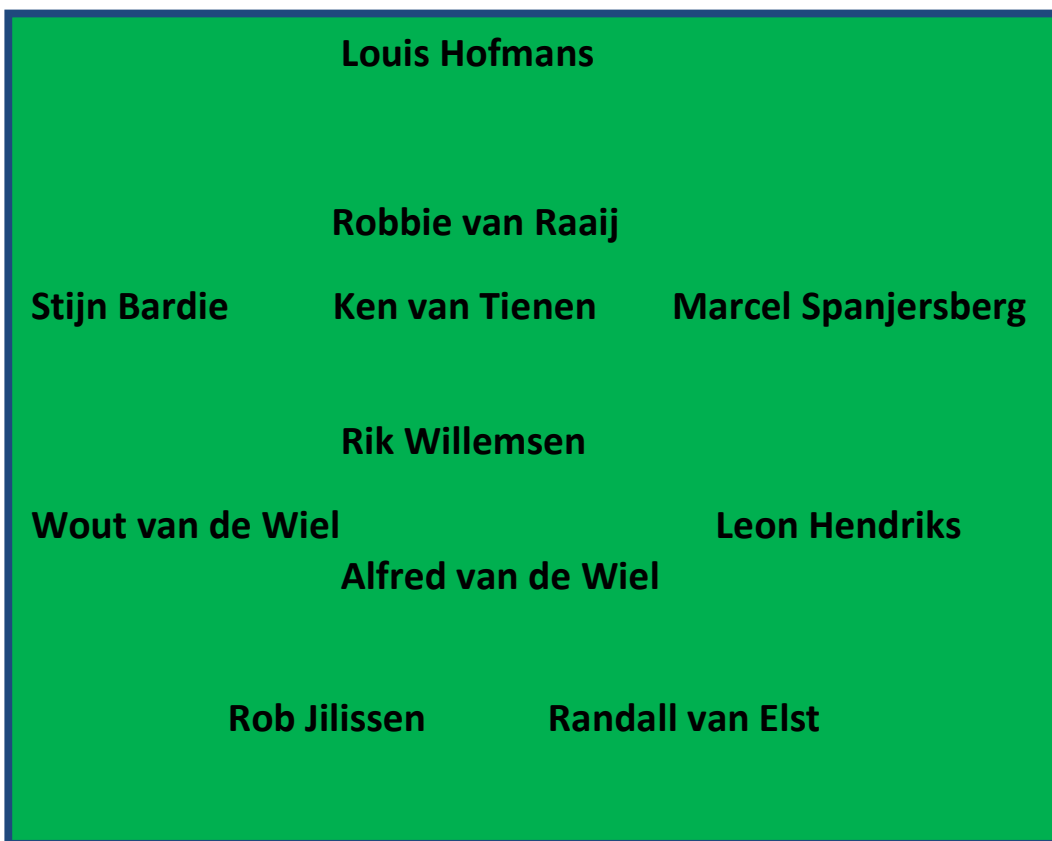 Louis Hofmans
Robbie van Raaij
Stijn Bardie Ken van Tienen Marcel Spanjersberg
Rik Willemsen
Wout van de Wiel Leon Hendriks
Alfred van de Wiel
Rob Jilissen Randall van Elst